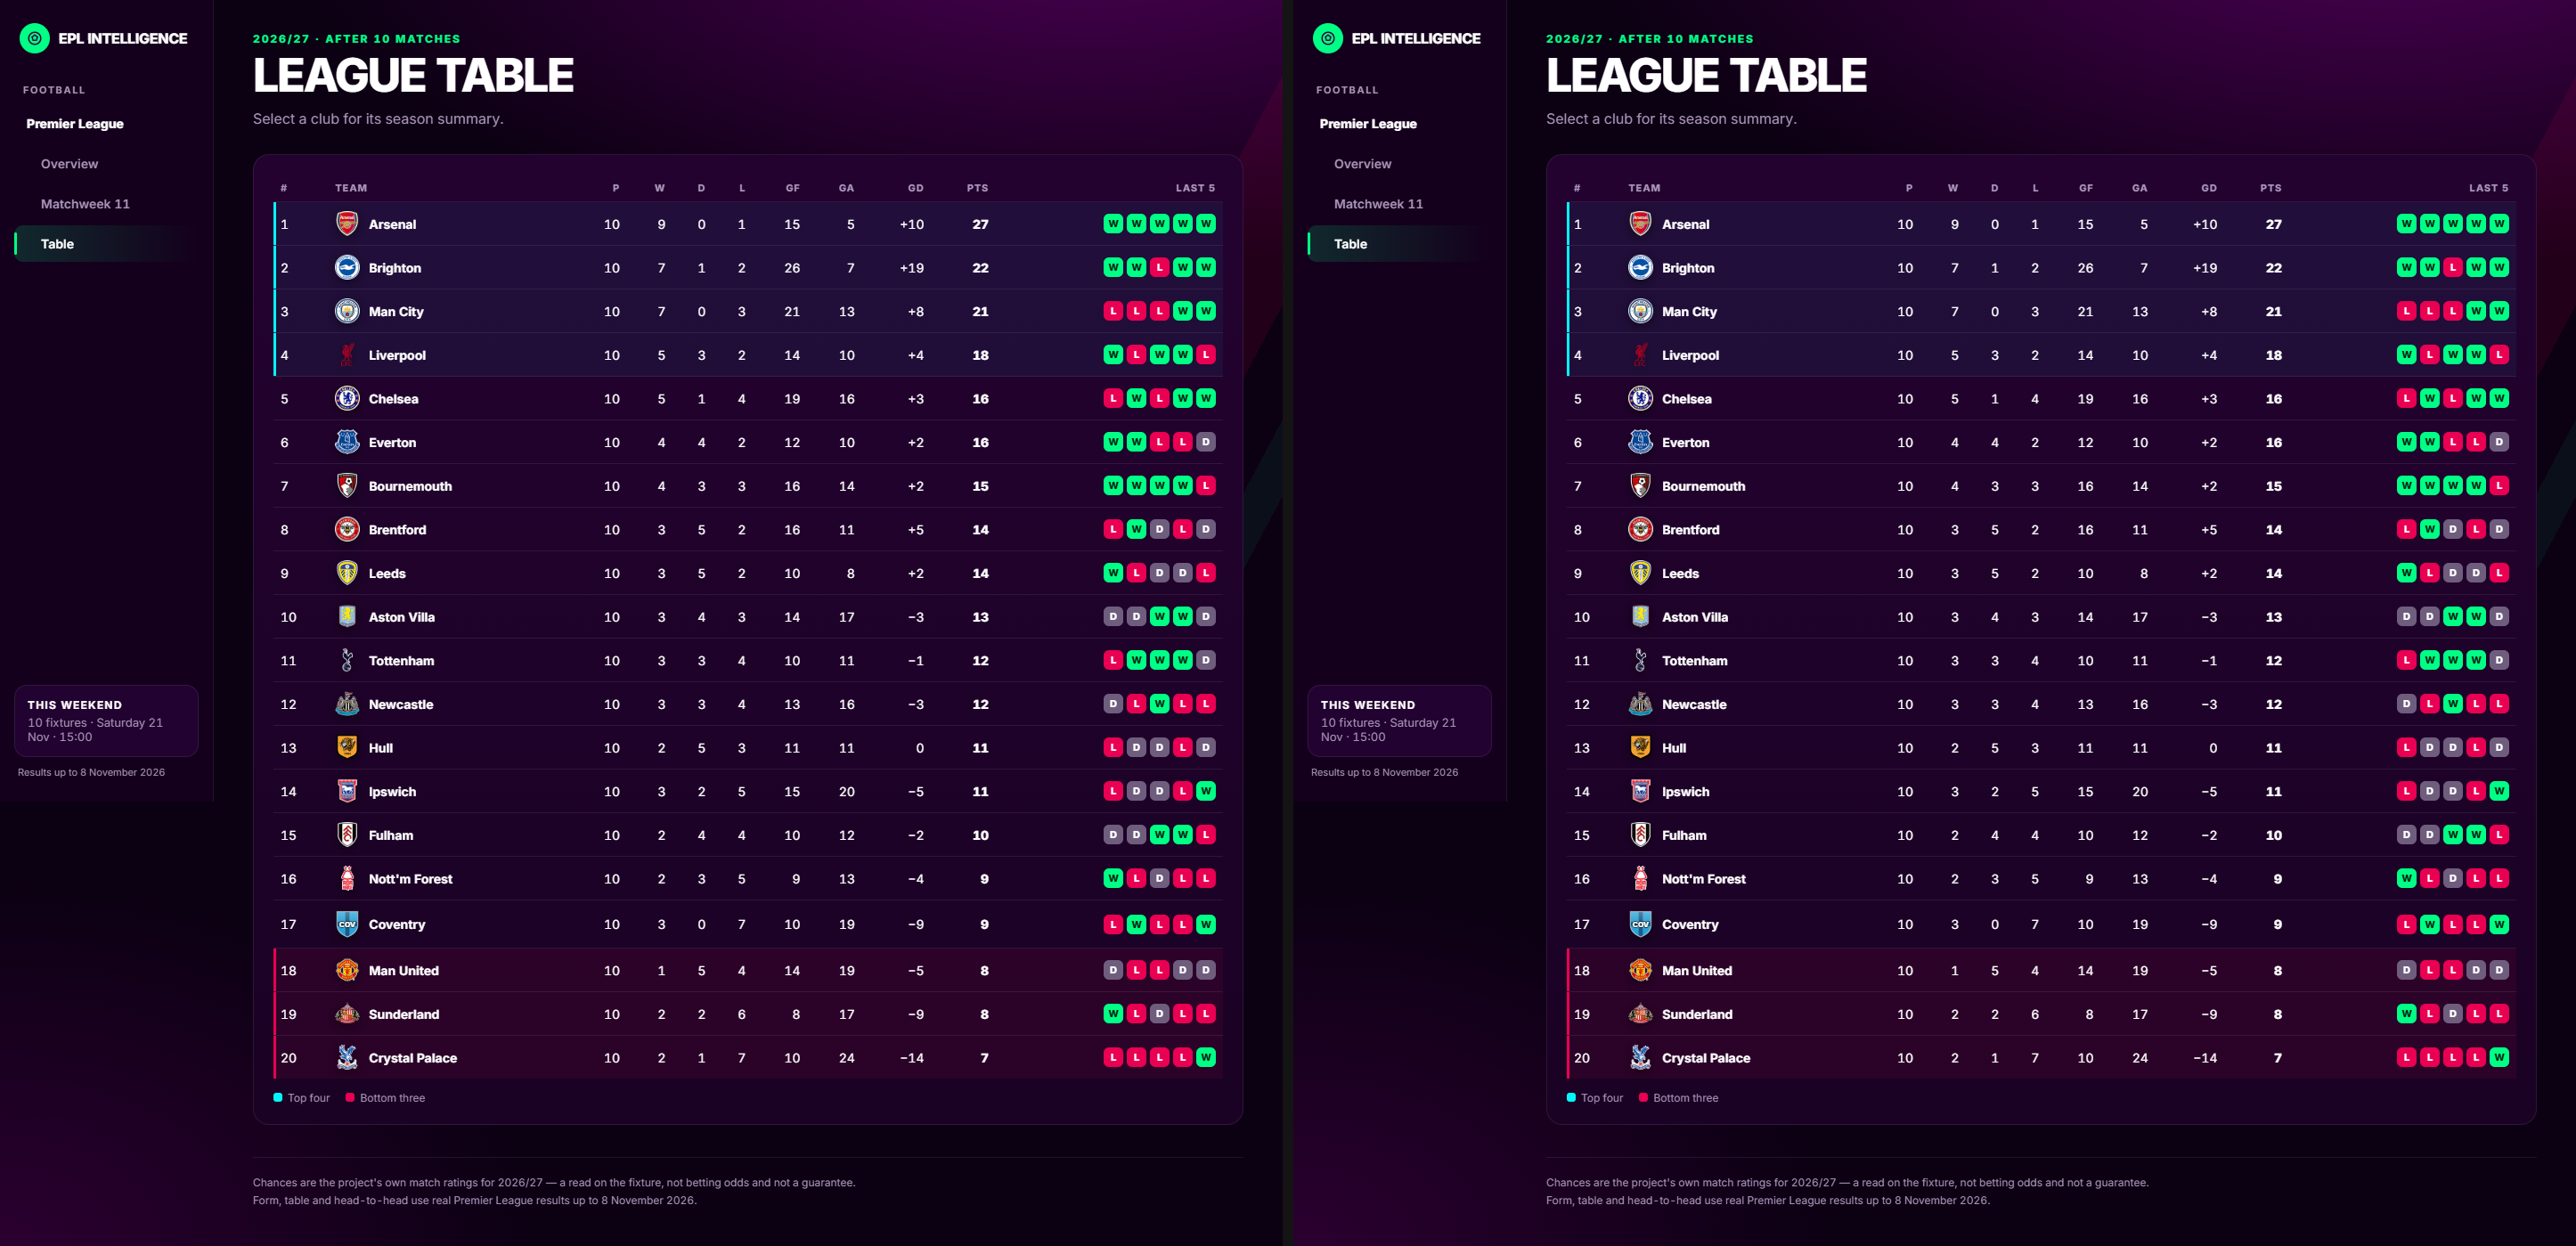 EPL INTELLIGENCE
FOOTBALL
Premier League
Overview
Matchweek 11
Table
THIS WEEKEND
10 fixtures · Saturday 21
Nov · 15:00
Results up to 8 November 2026
2026/27 · AFTER 10 MATCHES
LEAGUE TABLE
Select a club for its season summary.
# TEAM P W D L GF GA GD PTS LAST 5
1 Arsenal 10 9 0 1 15 5 +10 27 W W W W W
2 Brighton 10 7 1 2 26 7 +19 22 W W L W W
3 Man City 10 7 0 3 21 13 +8 21 L L L W W
4 Liverpool 10 5 3 2 14 10 +4 18 W L W W L
5 Chelsea 10 5 1 4 19 16 +3 16 L W L W W
6 Everton 10 4 4 2 12 10 +2 16 W W L L D
7 Bournemouth 10 4 3 3 16 14 +2 15 W W W W L
8 Brentford 10 3 5 2 16 11 +5 14 L W D L D
9 Leeds 10 3 5 2 10 8 +2 14 W L D D L
10 Aston Villa 10 3 4 3 14 17 −3 13 D D W W D
11 Tottenham 10 3 3 4 10 11 −1 12 L W W W D
12 Newcastle 10 3 3 4 13 16 −3 12 D L W L L
13 Hull 10 2 5 3 11 11 0 11 L D D L D
14 Ipswich 10 3 2 5 15 20 −5 11 L D D L W
15 Fulham 10 2 4 4 10 12 −2 10 D D W W L
16 Nott'm Forest 10 2 3 5 9 13 −4 9 W L D L L
17 Coventry 10 3 0 7 10 19 −9 9 L W L L W
18 Man United 10 1 5 4 14 19 −5 8 D L L D D
19 Sunderland 10 2 2 6 8 17 −9 8 W L D L L
20 Crystal Palace 10 2 1 7 10 24 −14 7 L L L L W
Top four Bottom three
Chances are the project's own match ratings for 2026/27 — a read on the fixture, not betting odds and not a guarantee.
Form, table and head-to-head use real Premier League results up to 8 November 2026.
EPL INTELLIGENCE
FOOTBALL
Premier League
Overview
Matchweek 11
Table
THIS WEEKEND
10 fixtures · Saturday 21
Nov · 15:00
Results up to 8 November 2026
2026/27 · AFTER 10 MATCHES
LEAGUE TABLE
Select a club for its season summary.
# TEAM P W D L GF GA GD PTS LAST 5
1 Arsenal 10 9 0 1 15 5 +10 27 W W W W W
2 Brighton 10 7 1 2 26 7 +19 22 W W L W W
3 Man City 10 7 0 3 21 13 +8 21 L L L W W
4 Liverpool 10 5 3 2 14 10 +4 18 W L W W L
5 Chelsea 10 5 1 4 19 16 +3 16 L W L W W
6 Everton 10 4 4 2 12 10 +2 16 W W L L D
7 Bournemouth 10 4 3 3 16 14 +2 15 W W W W L
8 Brentford 10 3 5 2 16 11 +5 14 L W D L D
9 Leeds 10 3 5 2 10 8 +2 14 W L D D L
10 Aston Villa 10 3 4 3 14 17 −3 13 D D W W D
11 Tottenham 10 3 3 4 10 11 −1 12 L W W W D
12 Newcastle 10 3 3 4 13 16 −3 12 D L W L L
13 Hull 10 2 5 3 11 11 0 11 L D D L D
14 Ipswich 10 3 2 5 15 20 −5 11 L D D L W
15 Fulham 10 2 4 4 10 12 −2 10 D D W W L
16 Nott'm Forest 10 2 3 5 9 13 −4 9 W L D L L
17 Coventry 10 3 0 7 10 19 −9 9 L W L L W
18 Man United 10 1 5 4 14 19 −5 8 D L L D D
19 Sunderland 10 2 2 6 8 17 −9 8 W L D L L
20 Crystal Palace 10 2 1 7 10 24 −14 7 L L L L W
Top four Bottom three
Chances are the project's own match ratings for 2026/27 — a read on the fixture, not betting odds and not a guarantee.
Form, table and head-to-head use real Premier League results up to 8 November 2026.